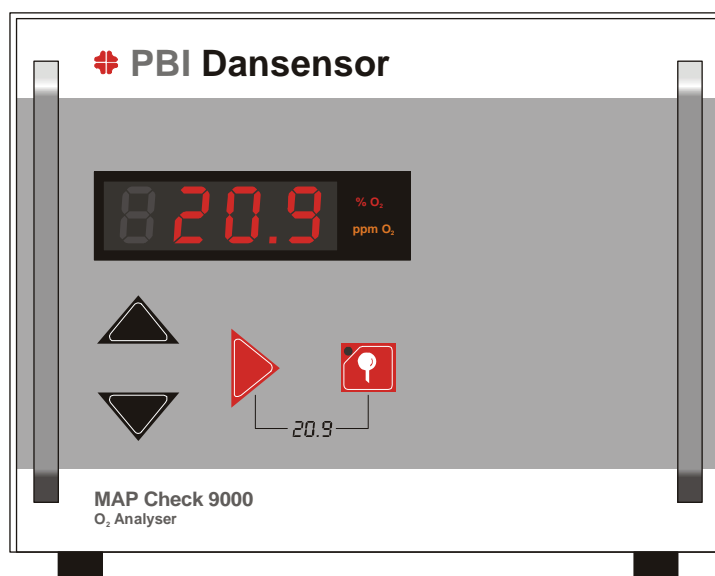 PBI Dansensor
20.9
% O₂
ppm O₂
20.9
MAP Check 9000
O₂ Analyser